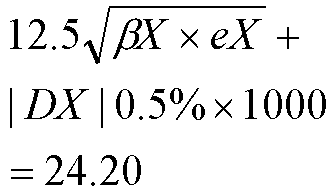 12.5√(βX × eX) +
| DX | 0.5% × 1000
= 24.20